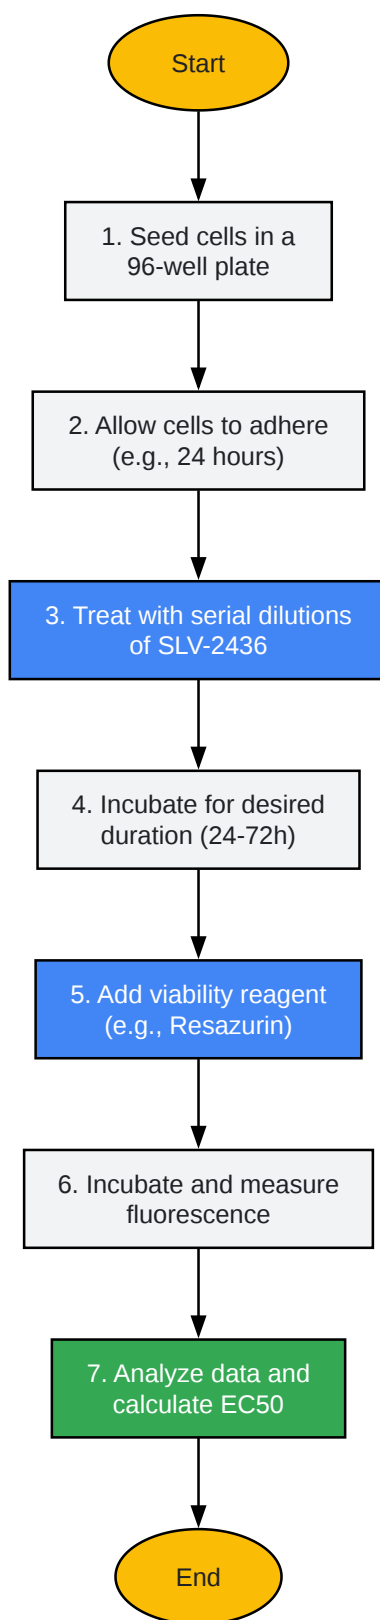 Start
1. Seed cells in a
96-well plate
2. Allow cells to adhere
(e.g., 24 hours)
3. Treat with serial dilutions
of SLV-2436
4. Incubate for desired
duration (24-72h)
5. Add viability reagent
(e.g., Resazurin)
6. Incubate and measure
fluorescence
7. Analyze data and
calculate EC50
End